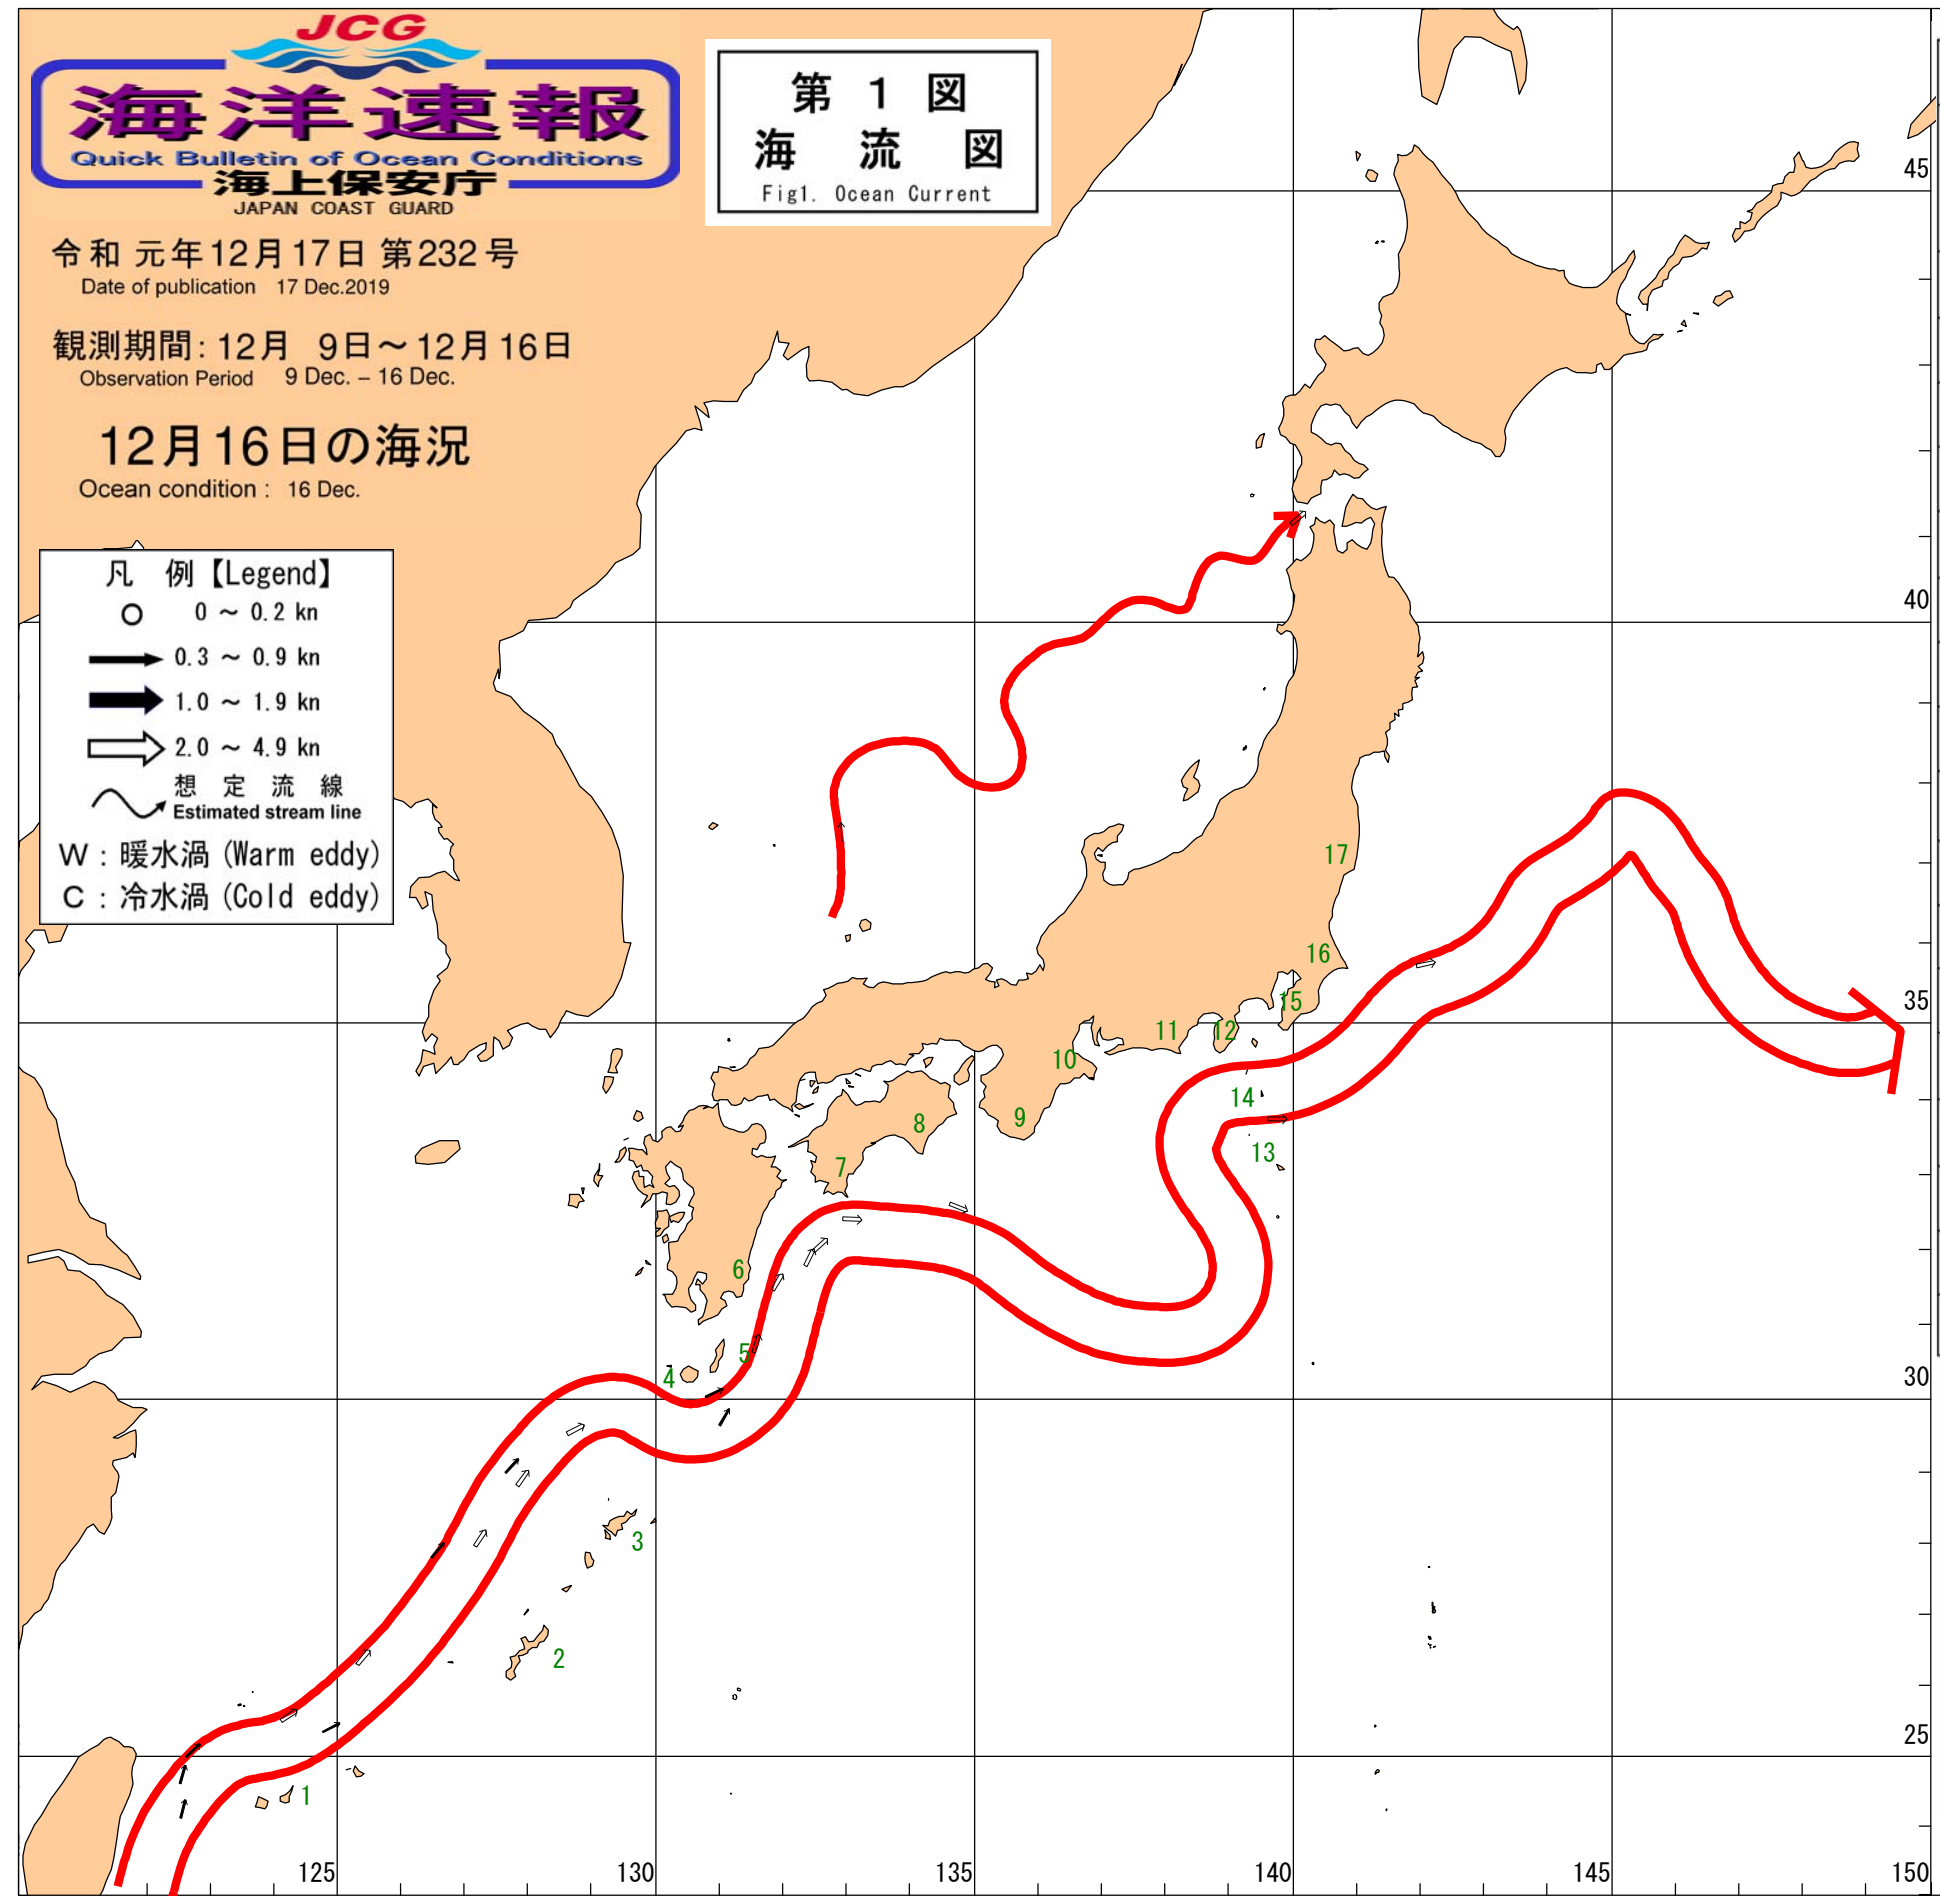 JCG
海洋速報
Quick Bulletin of Ocean Conditions
海上保安庁
JAPAN COAST GUARD
第 1 図
海 流 図
Fig1. Ocean Current
令和 元年12月17日 第232号
Date of publication 17 Dec.2019
観測期間: 12月 9日～12月16日
Observation Period 9 Dec. – 16 Dec.
12月16日の海況
Ocean condition : 16 Dec.
凡 例【Legend】
0 ～ 0.2 kn
0.3 ～ 0.9 kn
1.0 ～ 1.9 kn
2.0 ～ 4.9 kn
想 定 流 線
Estimated stream line
W : 暖水渦 (Warm eddy)
C : 冷水渦 (Cold eddy)
45
40
35
30
25
17
16
15
12
11
10
14
13
9
8
7
6
5
4
3
2
1
125
130
135
140
145
150